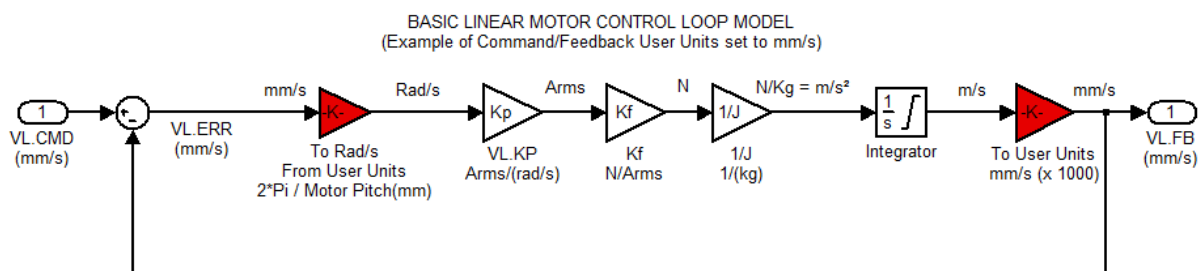 BASIC LINEAR MOTOR CONTROL LOOP MODEL
(Example of Command/Feedback User Units set to mm/s)
mm/s
Rad/s
Arms
N
N/Kg = m/s²
m/s
mm/s
1
-K-
Kp
Kf
1/J
1
s
-K-
1
VL.CMD
(mm/s)
VL.ERR
(mm/s)
To Rad/s
From User Units
2*Pi / Motor Pitch(mm)
VL.KP
Arms/(rad/s)
Kf
N/Arms
1/J
1/(kg)
Integrator
To User Units
mm/s (x 1000)
VL.FB
(mm/s)